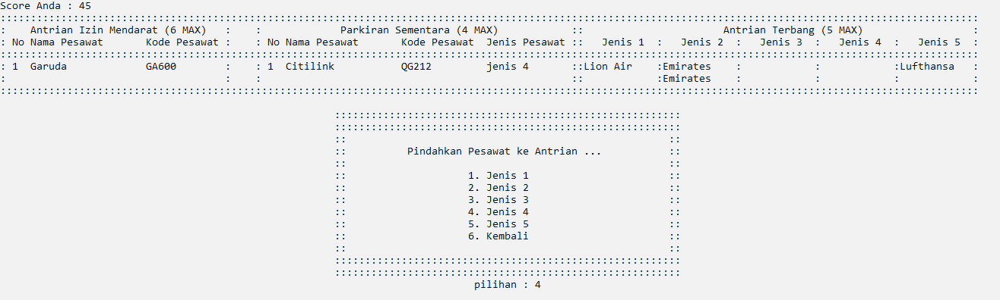 Score Anda : 45
:::::::::::::::::::::::::::::::::::::::::::::::::::::::::::::::::::::::::::::::::::::::::::::::::::::::::::::::::::::::::::::::::::::::::::::::::::::::::::::::::
:    Antrian Izin Mendarat (6 MAX)   :    :             Parkiran Sementara (4 MAX)            ::                       Antrian Terbang (5 MAX)                  :
: No Nama Pesawat       Kode Pesawat :    : No Nama Pesawat       Kode Pesawat  Jenis Pesawat ::   Jenis 1  :   Jenis 2  :   Jenis 3  :   Jenis 4  :   Jenis 5  :
:::::::::::::::::::::::::::::::::::::::::::::::::::::::::::::::::::::::::::::::::::::::::::::::::::::::::::::::::::::::::::::::::::::::::::::::::::::::::::::::::
: 1  Garuda             GA600        :    : 1  Citilink           QG212         jenis 4       ::Lion Air    :Emirates    :            :            :Lufthansa   :
:                                    :    :                                                   ::            :Emirates    :            :            :            :
:::::::::::::::::::::::::::::::::::::::::::::::::::::::::::::::::::::::::::::::::::::::::::::::::::::::::::::::::::::::::::::::::::::::::::::::::::::::::::::::::
:::::::::::::::::::::::::::::::::::::::::::::::::::::::::
:::::::::::::::::::::::::::::::::::::::::::::::::::::::::
::                                                     ::
::          Pindahkan Pesawat ke Antrian ...           ::
::                                                     ::
::                    1. Jenis 1                       ::
::                    2. Jenis 2                       ::
::                    3. Jenis 3                       ::
::                    4. Jenis 4                       ::
::                    5. Jenis 5                       ::
::                    6. Kembali                       ::
::                                                     ::
:::::::::::::::::::::::::::::::::::::::::::::::::::::::::
:::::::::::::::::::::::::::::::::::::::::::::::::::::::::
pilihan : 4